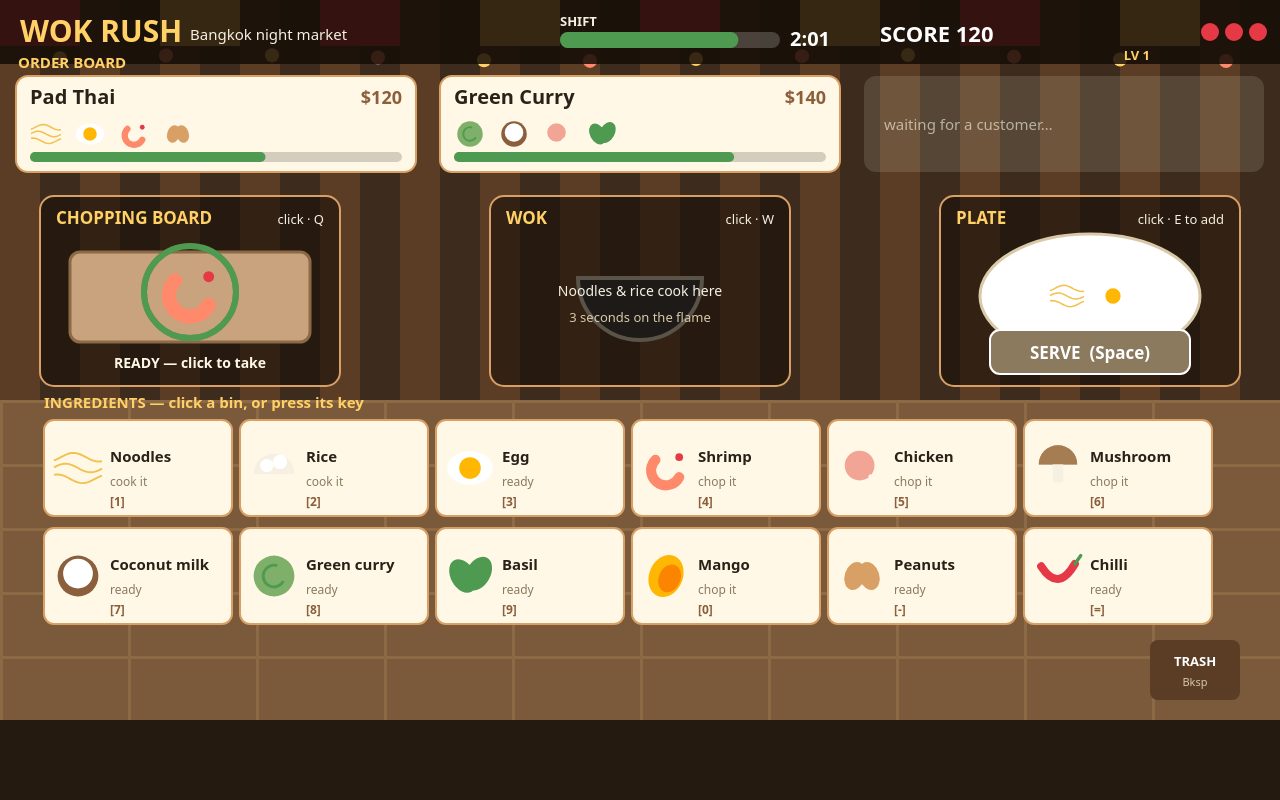 WOK RUSH Bangkok night market
SHIFT
2:01
SCORE 120
LV 1
ORDER BOARD
Pad Thai $120
Green Curry $140
waiting for a customer...
CHOPPING BOARD click · Q
READY — click to take
WOK click · W
Noodles & rice cook here
3 seconds on the flame
PLATE click · E to add
SERVE (Space)
INGREDIENTS — click a bin, or press its key
Noodles
cook it
[1]
Rice
cook it
[2]
Egg
ready
[3]
Shrimp
chop it
[4]
Chicken
chop it
[5]
Mushroom
chop it
[6]
Coconut milk
ready
[7]
Green curry
ready
[8]
Basil
ready
[9]
Mango
chop it
[0]
Peanuts
ready
[-]
Chilli
ready
[=]
TRASH
Bksp